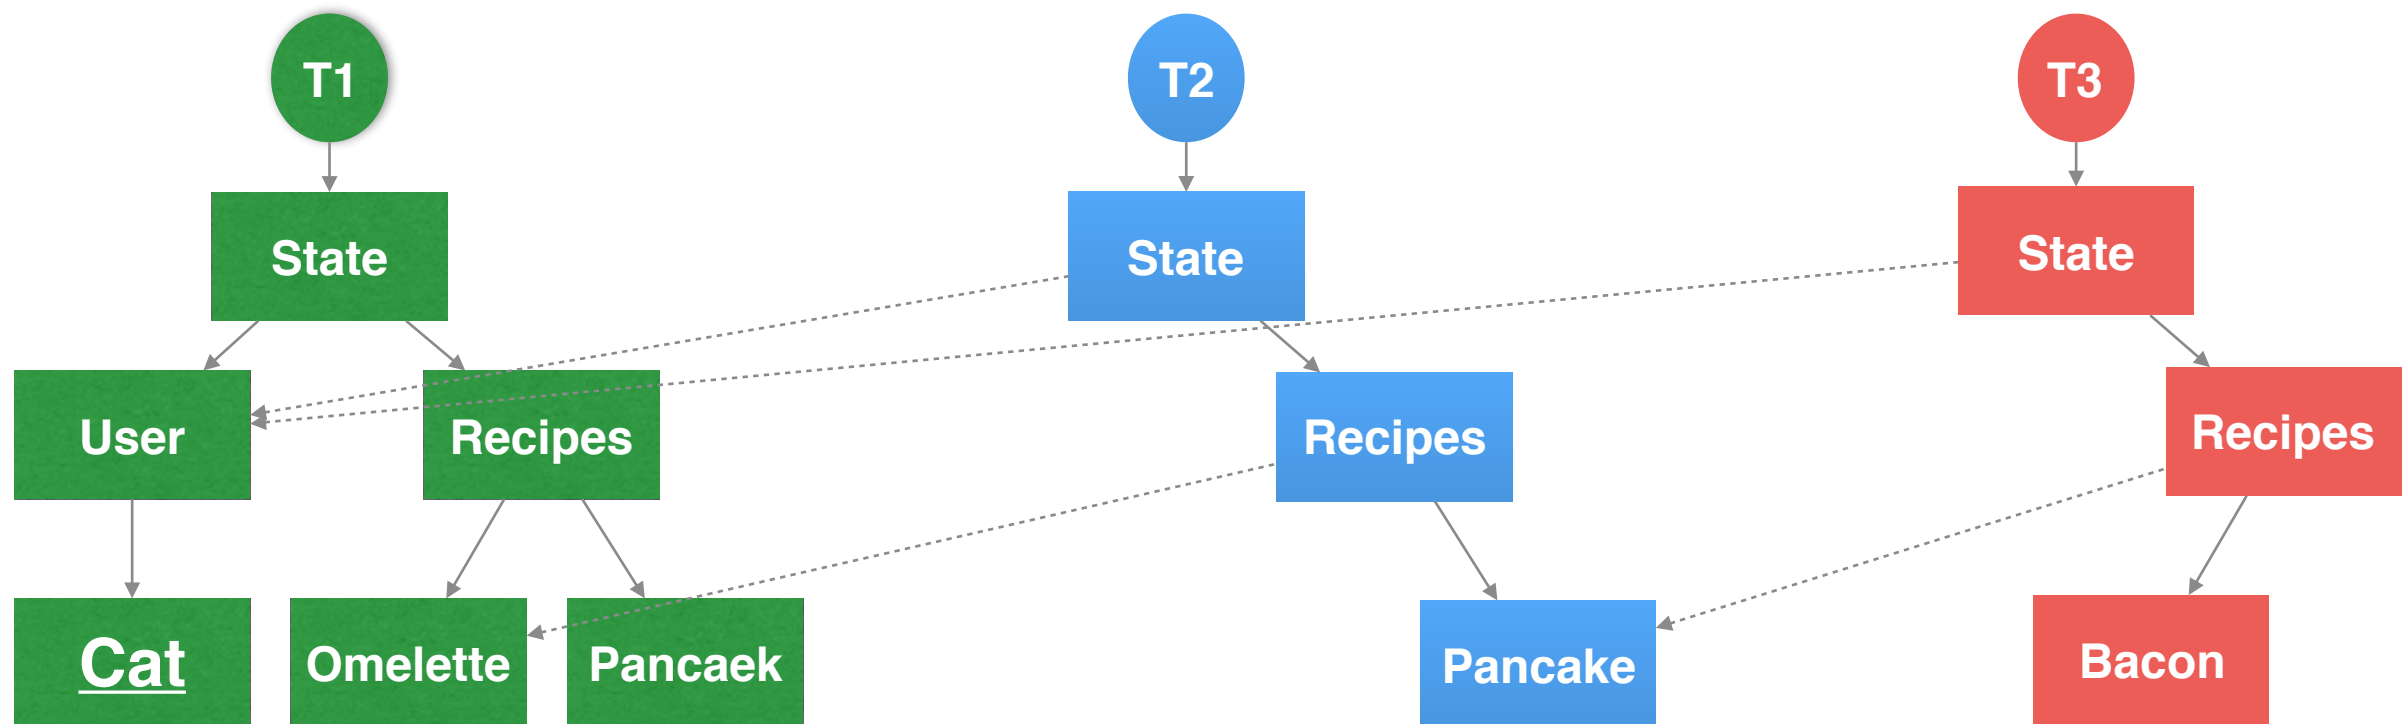 T1
T2
T3
State
State
State
User
Recipes
Recipes
Recipes
Cat
Omelette
Pancaek
Pancake
Bacon